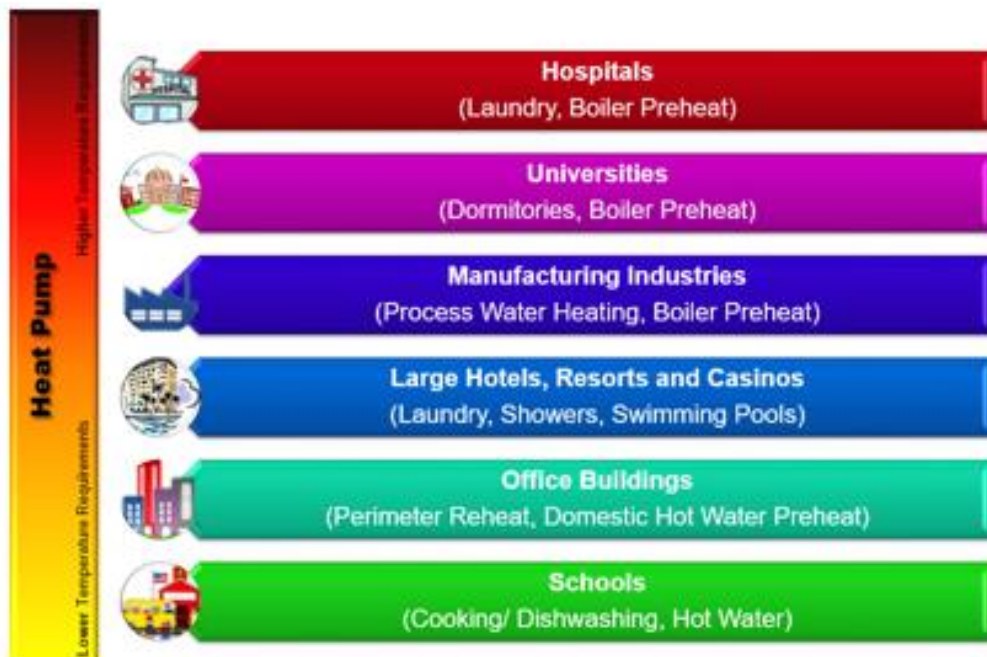 Heat Pump
Higher Temperature Requirements
Lower Temperature Requirements
HOSPITAL
Hospitals
(Laundry, Boiler Preheat)
Universities
(Dormitories, Boiler Preheat)
Manufacturing Industries
(Process Water Heating, Boiler Preheat)
Large Hotels, Resorts and Casinos
(Laundry, Showers, Swimming Pools)
Office Buildings
(Perimeter Reheat, Domestic Hot Water Preheat)
Schools
(Cooking/ Dishwashing, Hot Water)